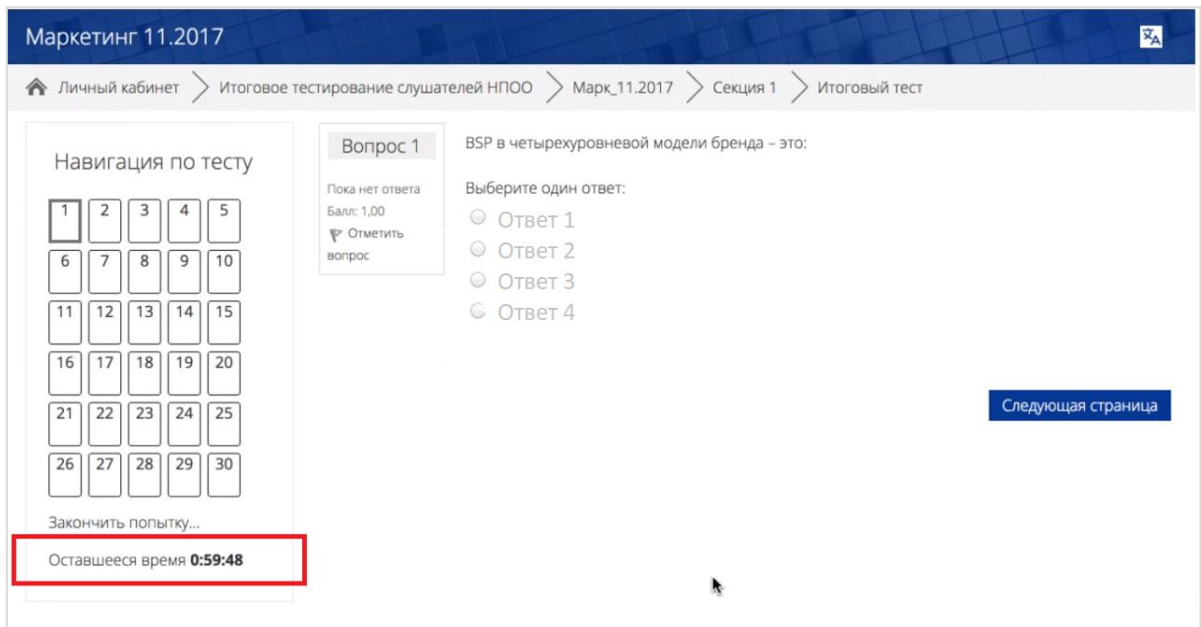 Маркетинг 11.2017
Личный кабинет
Итоговое тестирование слушателей НПОО
Марк_11.2017
Секция 1
Итоговый тест
Навигация по тесту
1 2 3 4 5
6 7 8 9 10
11 12 13 14 15
16 17 18 19 20
21 22 23 24 25
26 27 28 29 30
Закончить попытку...
Оставшееся время 0:59:48
Вопрос 1
Пока нет ответа
Балл: 1,00
Отметить
вопрос
BSP в четырехуровневой модели бренда – это:
Выберите один ответ:
Ответ 1
Ответ 2
Ответ 3
Ответ 4
Следующая страница